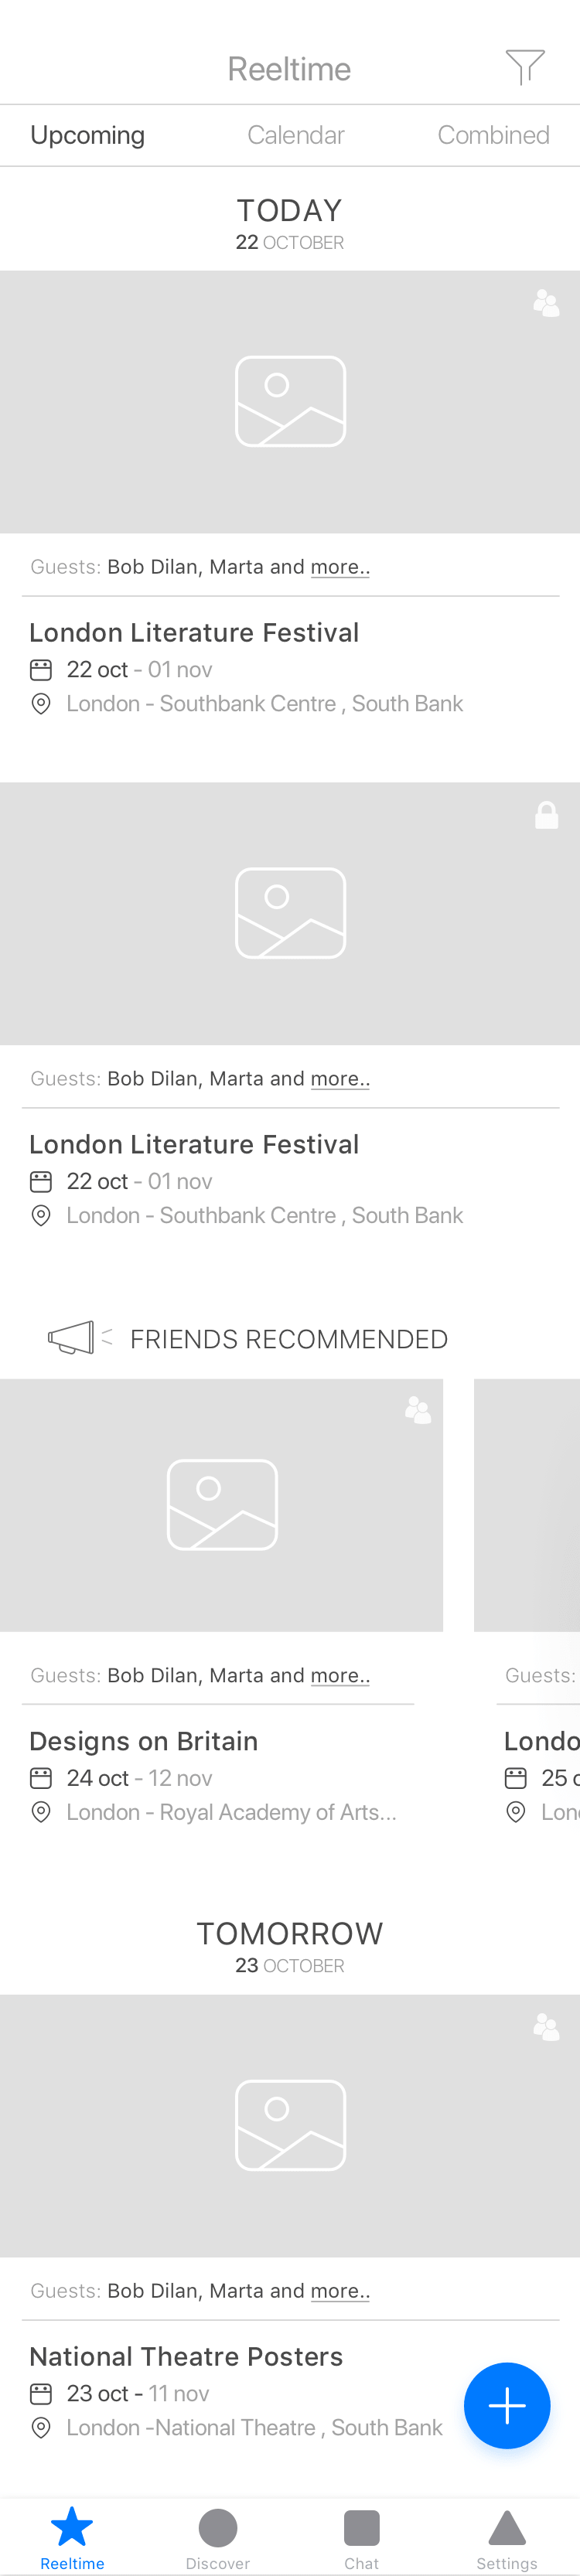 Reeltime
Upcoming Calendar Combined
TODAY
22 OCTOBER
Guests: Bob Dilan, Marta and more..
London Literature Festival
22 oct - 01 nov
London - Southbank Centre , South Bank
Guests: Bob Dilan, Marta and more..
London Literature Festival
22 oct - 01 nov
London - Southbank Centre , South Bank
FRIENDS RECOMMENDED
Guests: Bob Dilan, Marta and more..
Designs on Britain
24 oct - 12 nov
London - Royal Academy of Arts...
Guests:
Londo
25 o
Lon
TOMORROW
23 OCTOBER
Guests: Bob Dilan, Marta and more..
National Theatre Posters
23 oct - 11 nov
London -National Theatre , South Bank
Reeltime Discover Chat Settings